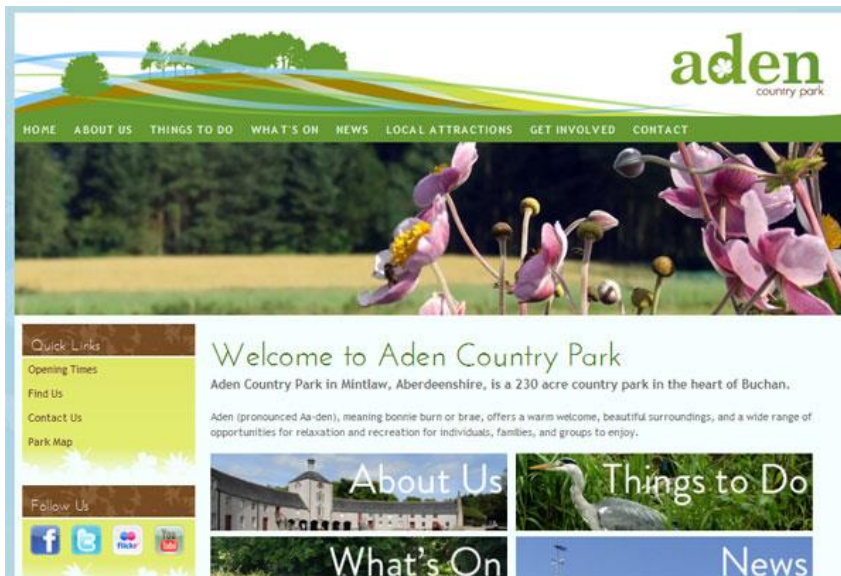 aden
country park
HOME ABOUT US THINGS TO DO WHAT'S ON NEWS LOCAL ATTRACTIONS GET INVOLVED CONTACT
Quick Links
Opening Times
Find Us
Contact Us
Park Map
Follow Us
flickr
You
Tube
Welcome to Aden Country Park
Aden Country Park in Mintlaw, Aberdeenshire, is a 230 acre country park in the heart of Buchan.
Aden (pronounced Aa-den), meaning bonnie burn or brae, offers a warm welcome, beautiful surroundings, and a wide range of
opportunities for relaxation and recreation for individuals, families, and groups to enjoy.
About Us
Things to Do
What's On
News